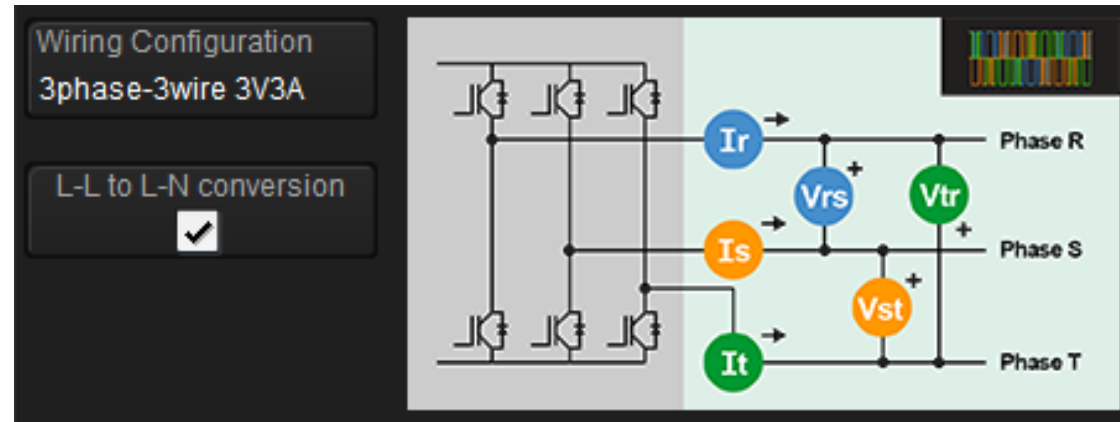 Wiring Configuration
3phase-3wire 3V3A
L-L to L-N conversion
Ir
Phase R
Vrs
+
Vtr
+
Is
Phase S
Vst
+
It
Phase T